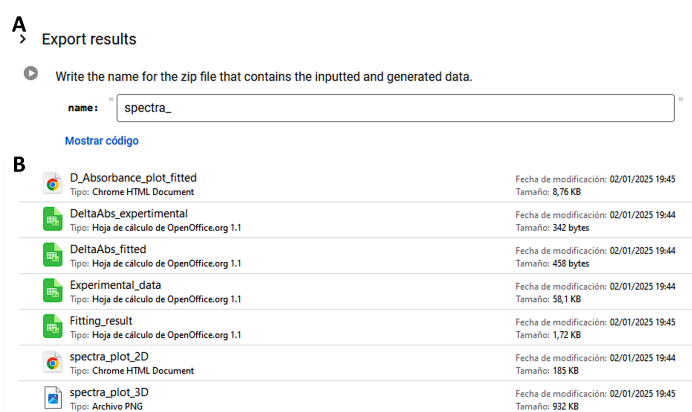 A
Export results
Write the name for the zip file that contains the inputted and generated data.
name: " spectra_ "
Mostrar código
B
D_Absorbance_plot_fitted Fecha de modificación: 02/01/2025 19:45
Tipo: Chrome HTML Document Tamaño: 8,76 KB
DeltaAbs_experimental Fecha de modificación: 02/01/2025 19:44
Tipo: Hoja de cálculo de OpenOffice.org 1.1 Tamaño: 342 bytes
DeltaAbs_fitted Fecha de modificación: 02/01/2025 19:44
Tipo: Hoja de cálculo de OpenOffice.org 1.1 Tamaño: 458 bytes
Experimental_data Fecha de modificación: 02/01/2025 19:44
Tipo: Hoja de cálculo de OpenOffice.org 1.1 Tamaño: 58,1 KB
Fitting_result Fecha de modificación: 02/01/2025 19:45
Tipo: Hoja de cálculo de OpenOffice.org 1.1 Tamaño: 1,72 KB
spectra_plot_2D Fecha de modificación: 02/01/2025 19:44
Tipo: Chrome HTML Document Tamaño: 185 KB
spectra_plot_3D Fecha de modificación: 02/01/2025 19:45
Tipo: Archivo PNG Tamaño: 932 KB